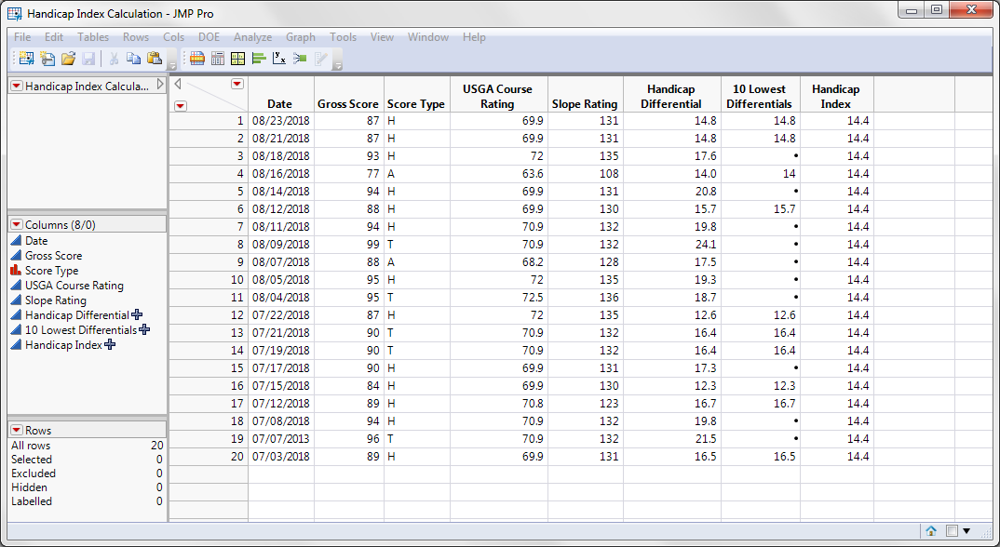 Handicap Index Calculation - JMP Pro
File Edit Tables Rows Cols DOE Analyze Graph Tools View Window Help
Handicap Index Calcula...
Columns (8/0)
Date
Gross Score
Score Type
USGA Course Rating
Slope Rating
Handicap Differential
10 Lowest Differentials
Handicap Index
Rows
All rows 20
Selected 0
Excluded 0
Hidden 0
Labelled 0
USGA Course Handicap 10 Lowest Handicap
Date Gross Score Score Type Rating Slope Rating Differential Differentials Index
1 08/23/2018 87 H 69.9 131 14.8 14.8 14.4
2 08/21/2018 87 H 69.9 131 14.8 14.8 14.4
3 08/18/2018 93 H 72 135 17.6 • 14.4
4 08/16/2018 77 A 63.6 108 14.0 14 14.4
5 08/14/2018 94 H 69.9 131 20.8 • 14.4
6 08/12/2018 88 H 69.9 130 15.7 15.7 14.4
7 08/11/2018 94 H 70.9 132 19.8 • 14.4
8 08/09/2018 99 T 70.9 132 24.1 • 14.4
9 08/07/2018 88 A 68.2 128 17.5 • 14.4
10 08/05/2018 95 H 72 135 19.3 • 14.4
11 08/04/2018 95 T 72.5 136 18.7 • 14.4
12 07/22/2018 87 H 72 135 12.6 12.6 14.4
13 07/21/2018 90 T 70.9 132 16.4 16.4 14.4
14 07/19/2018 90 T 70.9 132 16.4 16.4 14.4
15 07/17/2018 90 H 69.9 131 17.3 • 14.4
16 07/15/2018 84 H 69.9 130 12.3 12.3 14.4
17 07/12/2018 89 H 70.8 123 16.7 16.7 14.4
18 07/08/2018 94 H 70.9 132 19.8 • 14.4
19 07/07/2013 96 T 70.9 132 21.5 • 14.4
20 07/03/2018 89 H 69.9 131 16.5 16.5 14.4